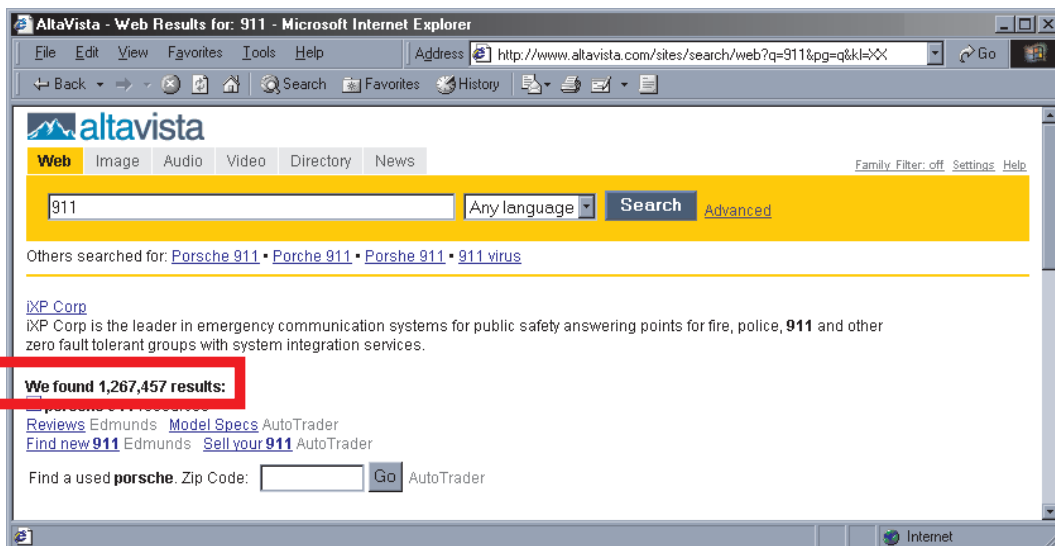 AltaVista - Web Results for: 911 - Microsoft Internet Explorer
File Edit View Favorites Tools Help Address http://www.altavista.com/sites/search/web?q=911&pg=q&kl=XX Go
Back Search Favorites History
altavista
Web Image Audio Video Directory News Family Filter: off Settings Help
911 Any language Search Advanced
Others searched for: Porsche 911 ▪ Porche 911 ▪ Porshe 911 ▪ 911 virus
iXP Corp
iXP Corp is the leader in emergency communication systems for public safety answering points for fire, police, 911 and other
zero fault tolerant groups with system integration services.
We found 1,267,457 results:
Reviews Edmunds Model Specs AutoTrader
Find new 911 Edmunds Sell your 911 AutoTrader
Find a used porsche. Zip Code: Go AutoTrader
Internet